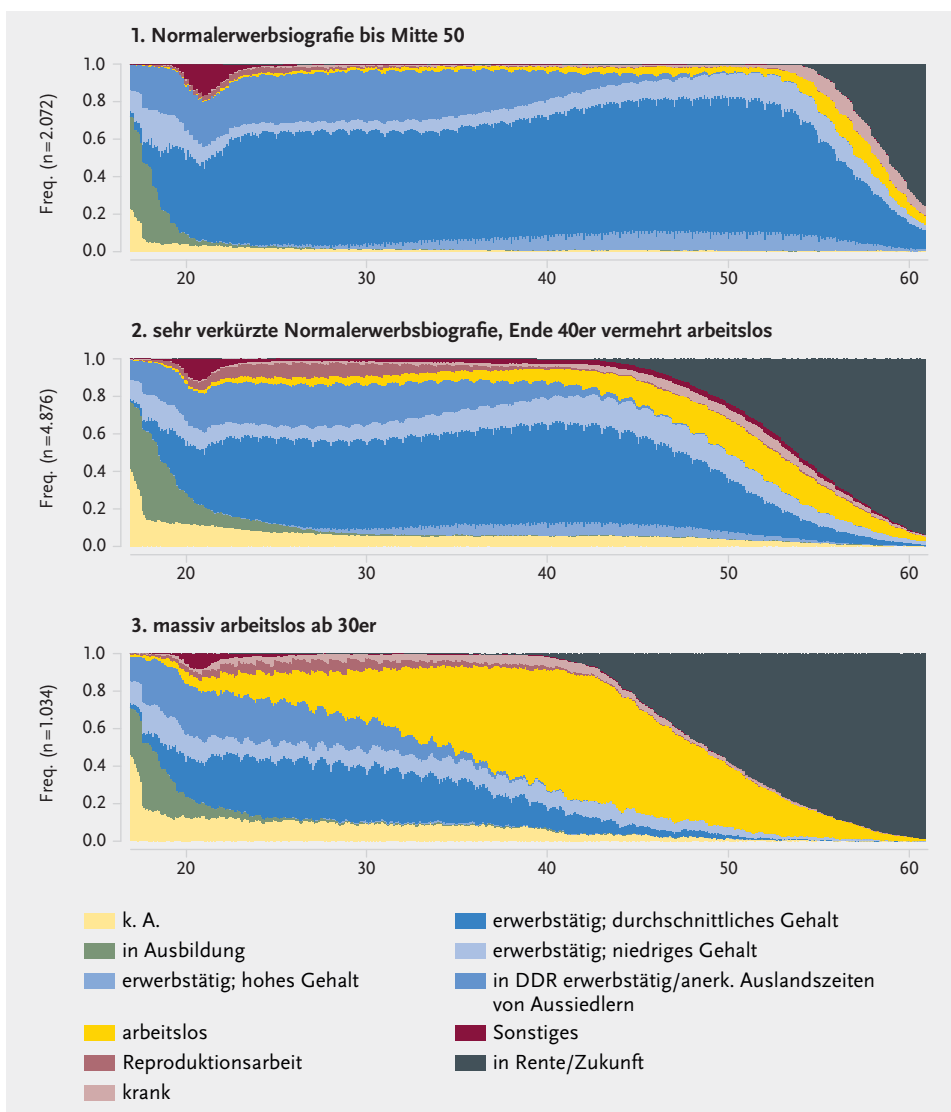 1. Normalerwerbsiografie bis Mitte 50
Freq. (n=2.072)
1.0
0.8
0.6
0.4
0.2
0.0
20 30 40 50 60
2. sehr verkürzte Normalerwerbsbiografie, Ende 40er vermehrt arbeitslos
Freq. (n=4.876)
1.0
0.8
0.6
0.4
0.2
0.0
20 30 40 50 60
3. massiv arbeitslos ab 30er
Freq. (n=1.034)
1.0
0.8
0.6
0.4
0.2
0.0
20 30 40 50 60
k. A.
in Ausbildung
erwerbstätig; hohes Gehalt
arbeitslos
Reproduktionsarbeit
krank
erwerbstätig; durchschnittliches Gehalt
erwerbstätig; niedriges Gehalt
in DDR erwerbstätig/anerk. Auslandszeiten
von Aussiedlern
Sonstiges
in Rente/Zukunft